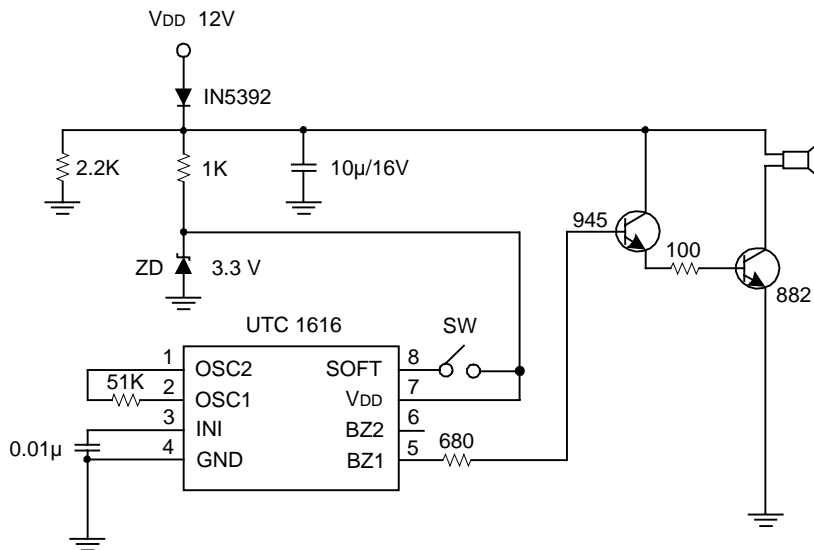 VDD 12V
IN5392
2.2K
1K
10µ/16V
945
100
ZD 3.3 V
882
UTC 1616
SW
1 OSC2 SOFT 8
51K
2 OSC1 VDD 7
3 INI BZ2 6
0.01µ
4 GND BZ1 5
680